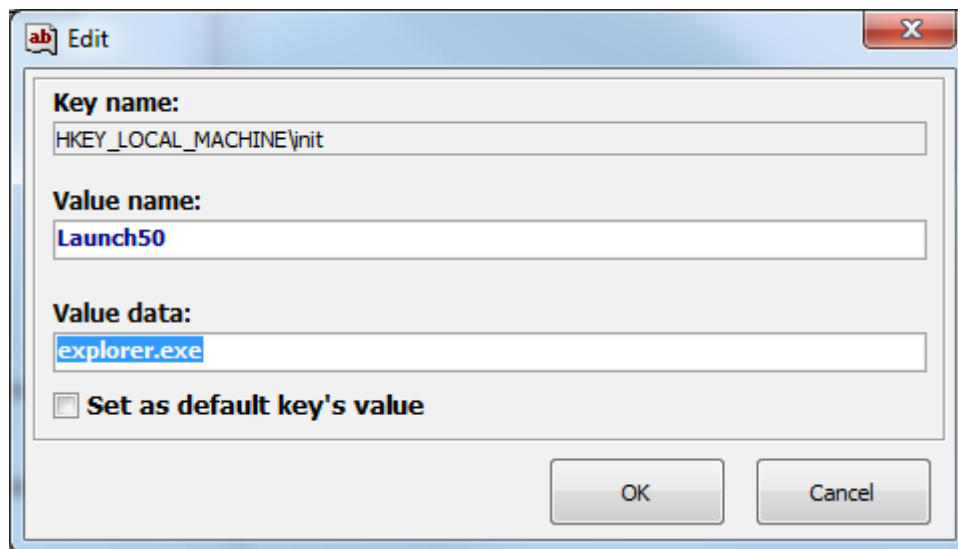 ab Edit
Key name:
HKEY_LOCAL_MACHINE\init
Value name:
Launch50
Value data:
explorer.exe
Set as default key's value
OK Cancel